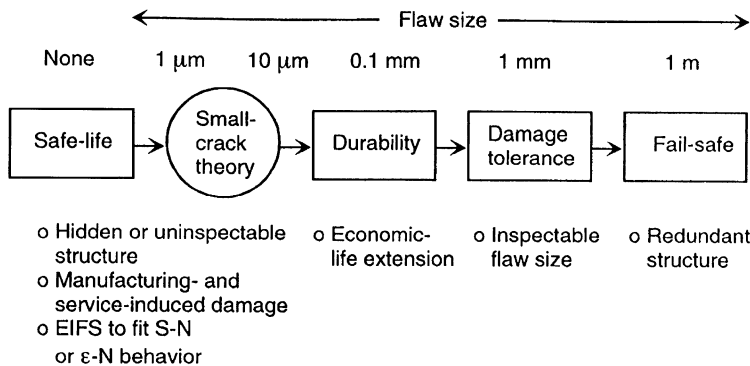 Flaw size
None
1 μm
10 μm
0.1 mm
1 mm
1 m
Safe-life
Small-
crack
theory
Durability
Damage
tolerance
Fail-safe
o Hidden or uninspectable
structure
o Manufacturing- and
service-induced damage
o EIFS to fit S-N
or ε-N behavior
o Economic-
life extension
o Inspectable
flaw size
o Redundant
structure